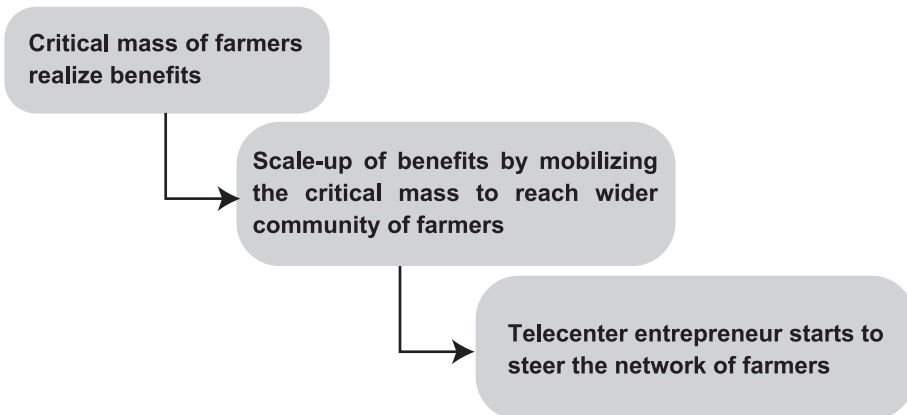 Critical mass of farmers
realize benefits
Scale-up of benefits by mobilizing
the critical mass to reach wider
community of farmers
Telecenter entrepreneur starts to
steer the network of farmers